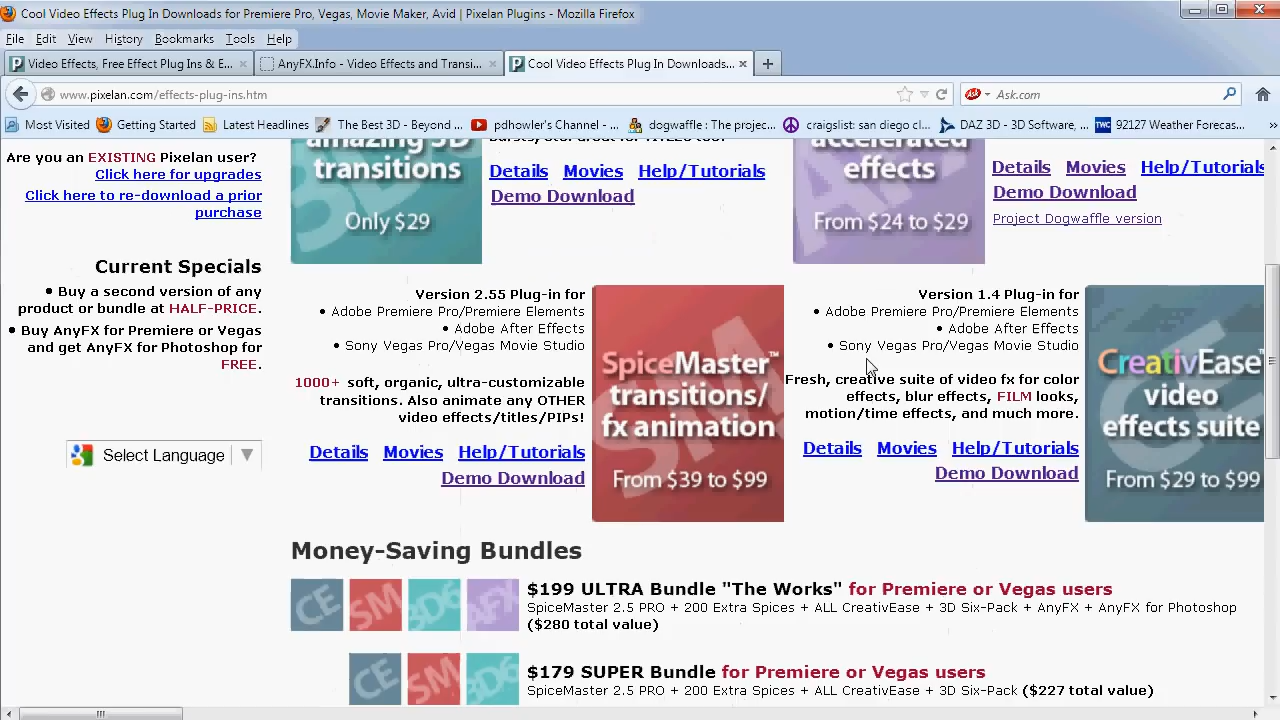 Cool Video Effects Plug In Downloads for Premiere Pro, Vegas, Movie Maker, Avid | Pixelan Plugins - Mozilla Firefox
File Edit View History Bookmarks Tools Help
Video Effects, Free Effect Plug Ins & E...
AnyFX.Info - Video Effects and Transi...
Cool Video Effects Plug In Downloads...
www.pixelan.com/effects-plug-ins.htm
Ask.com
Most Visited Getting Started Latest Headlines The Best 3D - Beyond ... pdhowler's Channel - ... dogwaffle : The projec... craigslist: san diego cl... DAZ 3D - 3D Software, ... 92127 Weather Forecas...
Are you an EXISTING Pixelan user?
Click here for upgrades
Click here to re-download a prior
purchase
Current Specials
• Buy a second version of any
product or bundle at HALF-PRICE.
• Buy AnyFX for Premiere or Vegas
and get AnyFX for Photoshop for
FREE.
Select Language
amazing 3D
transitions
Only $29
Details Movies Help/Tutorials
Demo Download
accelerated
effects
From $24 to $29
Details Movies Help/Tutorials
Demo Download
Project Dogwaffle version
Version 2.55 Plug-in for
• Adobe Premiere Pro/Premiere Elements
• Adobe After Effects
• Sony Vegas Pro/Vegas Movie Studio
1000+ soft, organic, ultra-customizable
transitions. Also animate any OTHER
video effects/titles/PIPs!
Details Movies Help/Tutorials
Demo Download
SM
SpiceMaster™
transitions/
fx animation
From $39 to $99
Version 1.4 Plug-in for
• Adobe Premiere Pro/Premiere Elements
• Adobe After Effects
• Sony Vegas Pro/Vegas Movie Studio
Fresh, creative suite of video fx for color
effects, blur effects, FILM looks,
motion/time effects, and much more.
Details Movies Help/Tutorials
Demo Download
CE
CreativEase
video
effects suite
From $29 to $99
Money-Saving Bundles
CE SM 3D6 AFX
$199 ULTRA Bundle "The Works" for Premiere or Vegas users
SpiceMaster 2.5 PRO + 200 Extra Spices + ALL CreativEase + 3D Six-Pack + AnyFX + AnyFX for Photoshop
($280 total value)
CE SM 3D6
$179 SUPER Bundle for Premiere or Vegas users
SpiceMaster 2.5 PRO + 200 Extra Spices + ALL CreativEase + 3D Six-Pack ($227 total value)